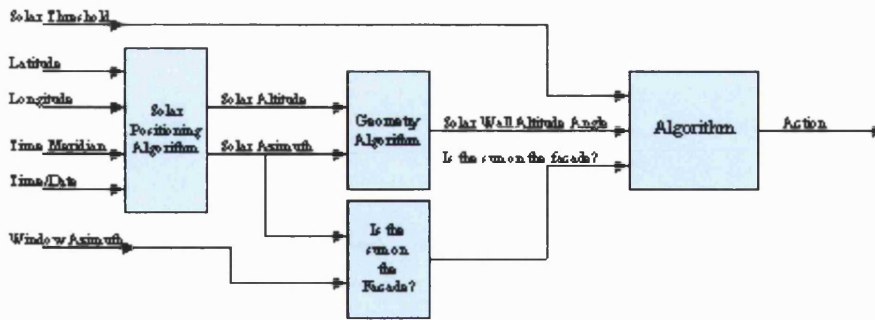 Solar Threshold
Latitude
Longitude
Time Meridian
Time/Date
Window Azimuth
Solar
Positioning
Algorithm
Solar Altitude
Solar Azimuth
Geometry
Algorithm
Is the
sun on
the
Facade?
Solar Wall Altitude Angle
Is the sun on the facade?
Algorithm
Action